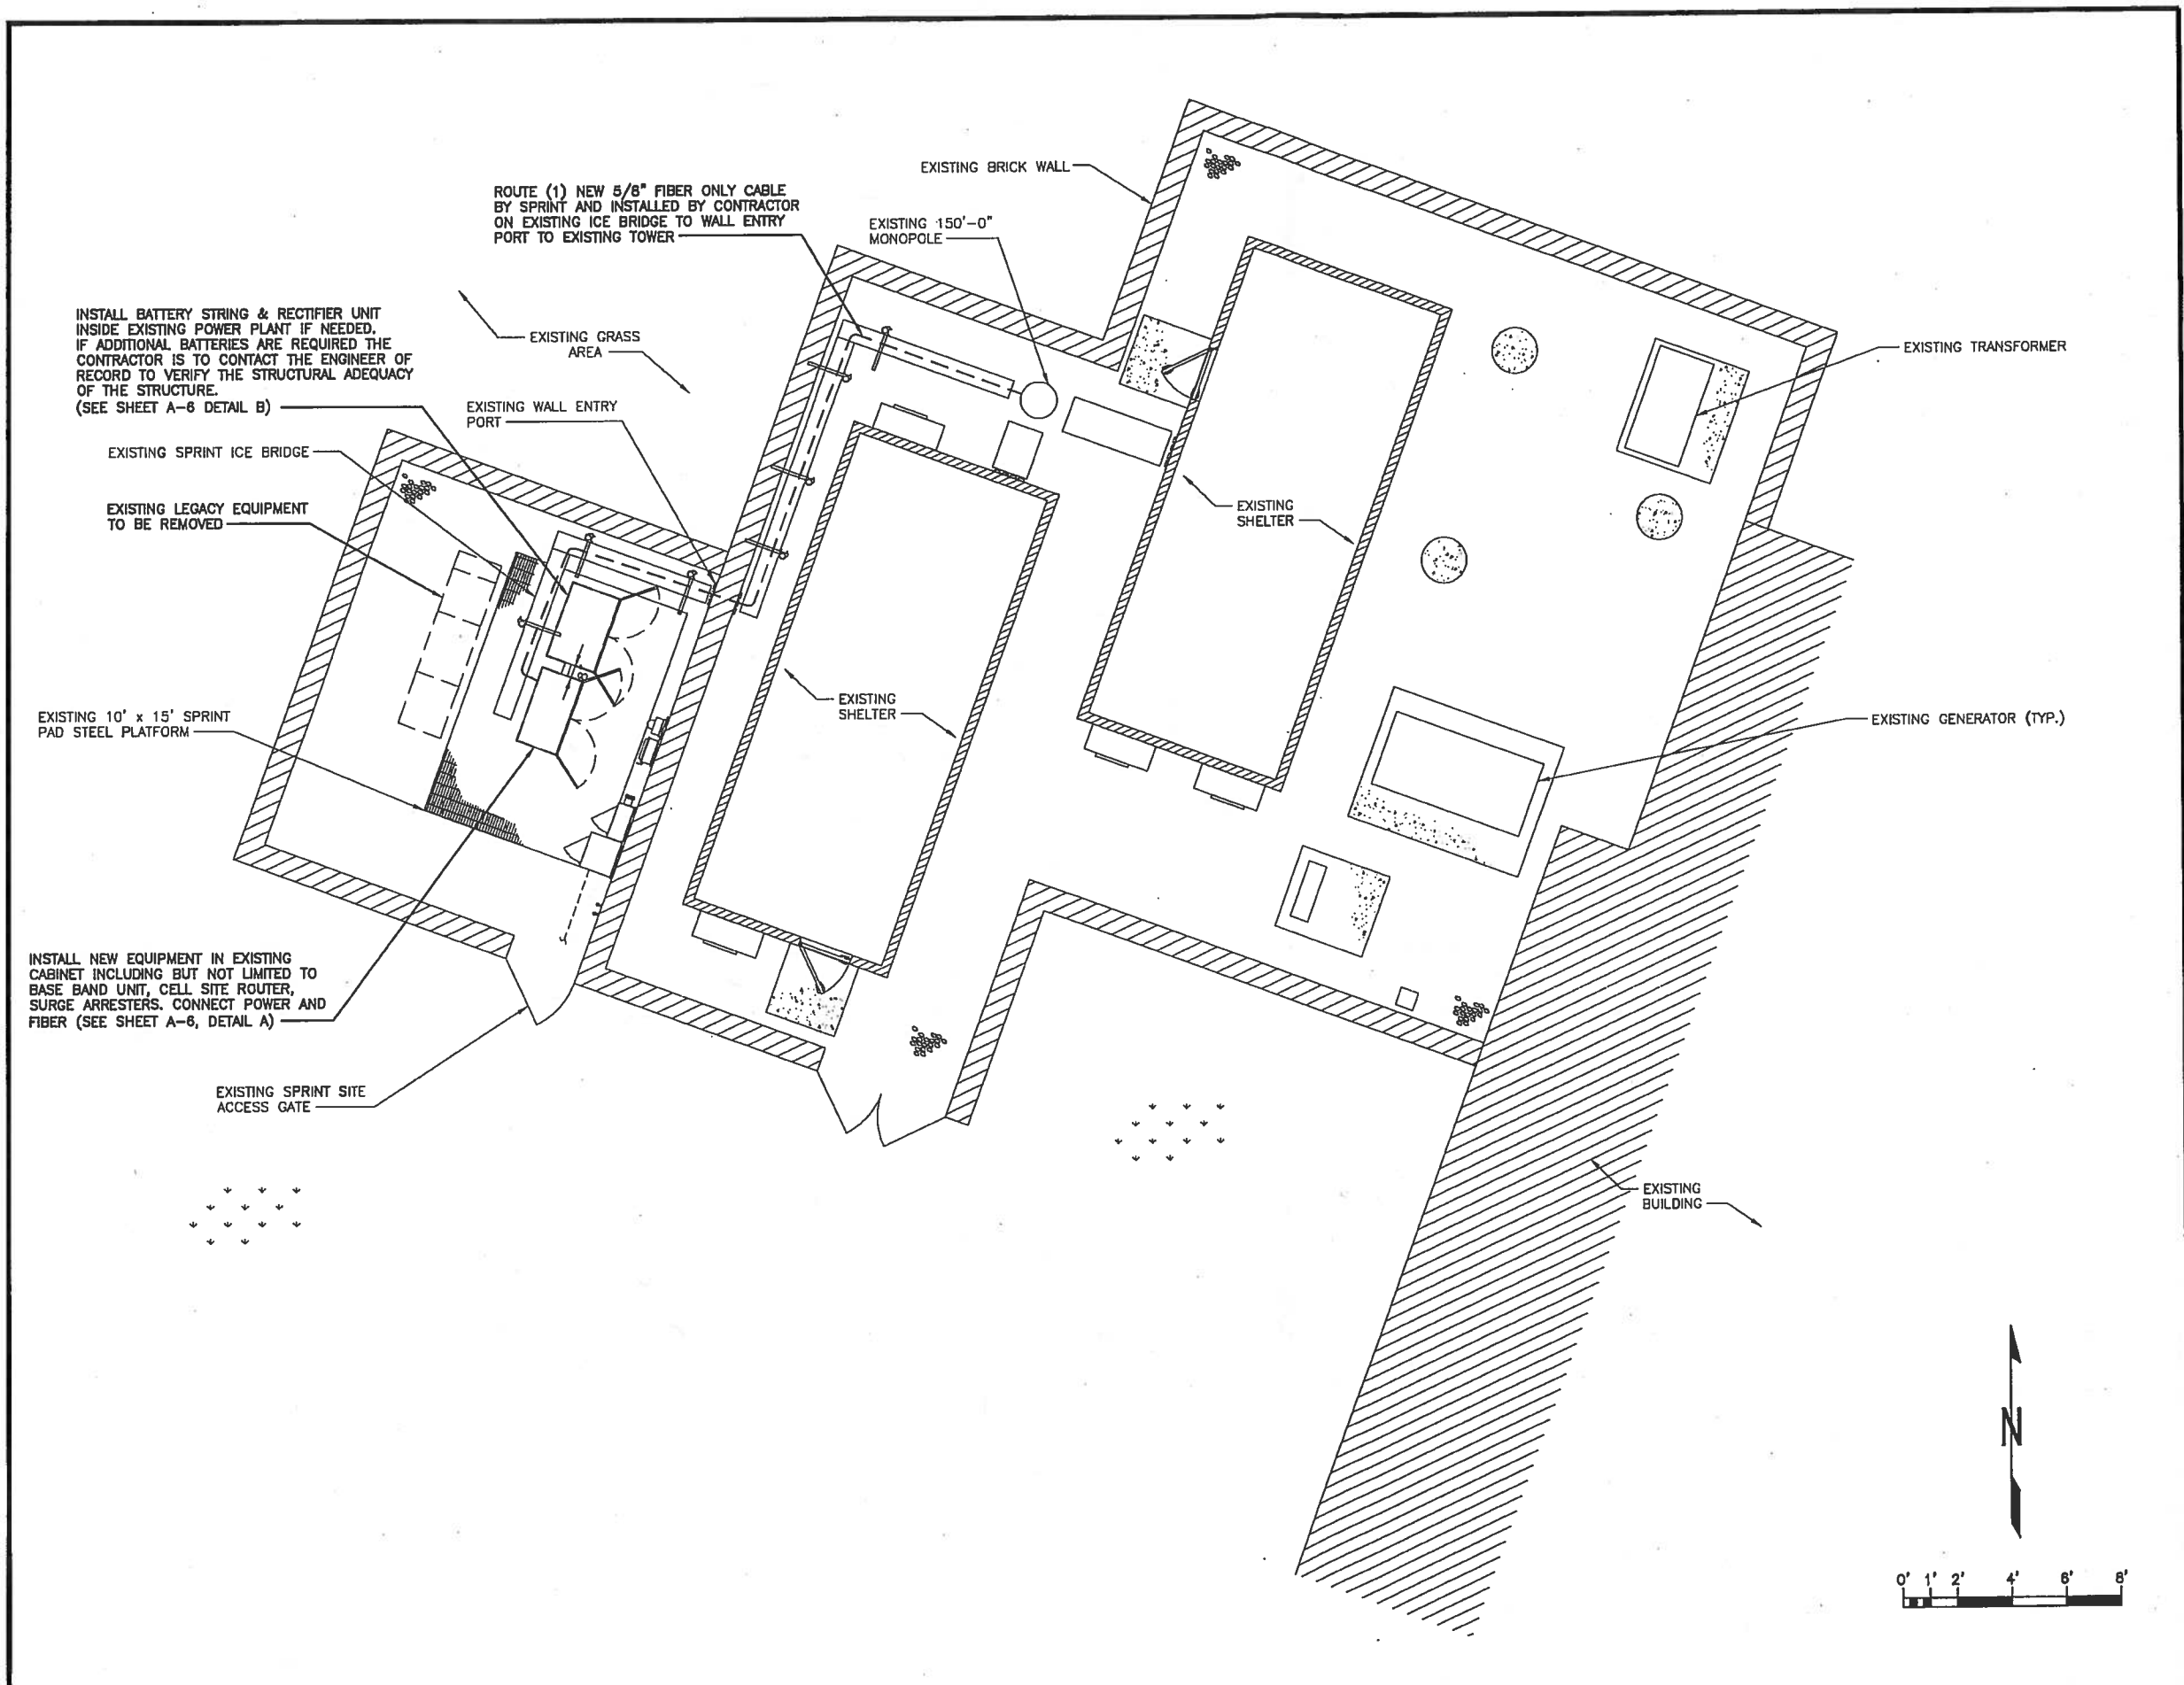 EXISTING BRICK WALL
ROUTE (1) NEW 5/8" FIBER ONLY CABLE
BY SPRINT AND INSTALLED BY CONTRACTOR
ON EXISTING ICE BRIDGE TO WALL ENTRY
PORT TO EXISTING TOWER
EXISTING 150'-0"
MONOPOLE
INSTALL BATTERY STRING & RECTIFIER UNIT
INSIDE EXISTING POWER PLANT IF NEEDED.
IF ADDITIONAL BATTERIES ARE REQUIRED THE
CONTRACTOR IS TO CONTACT THE ENGINEER OF
RECORD TO VERIFY THE STRUCTURAL ADEQUACY
OF THE STRUCTURE.
(SEE SHEET A-6 DETAIL B)
EXISTING GRASS
AREA
EXISTING TRANSFORMER
EXISTING WALL ENTRY
PORT
EXISTING SPRINT ICE BRIDGE
EXISTING LEGACY EQUIPMENT
TO BE REMOVED
EXISTING
SHELTER
EXISTING
SHELTER
EXISTING 10' x 15' SPRINT
PAD STEEL PLATFORM
EXISTING GENERATOR (TYP.)
INSTALL NEW EQUIPMENT IN EXISTING
CABINET INCLUDING BUT NOT LIMITED TO
BASE BAND UNIT, CELL SITE ROUTER,
SURGE ARRESTERS. CONNECT POWER AND
FIBER (SEE SHEET A-6, DETAIL A)
EXISTING SPRINT SITE
ACCESS GATE
EXISTING
BUILDING
N
0' 1' 2' 4' 6' 8'